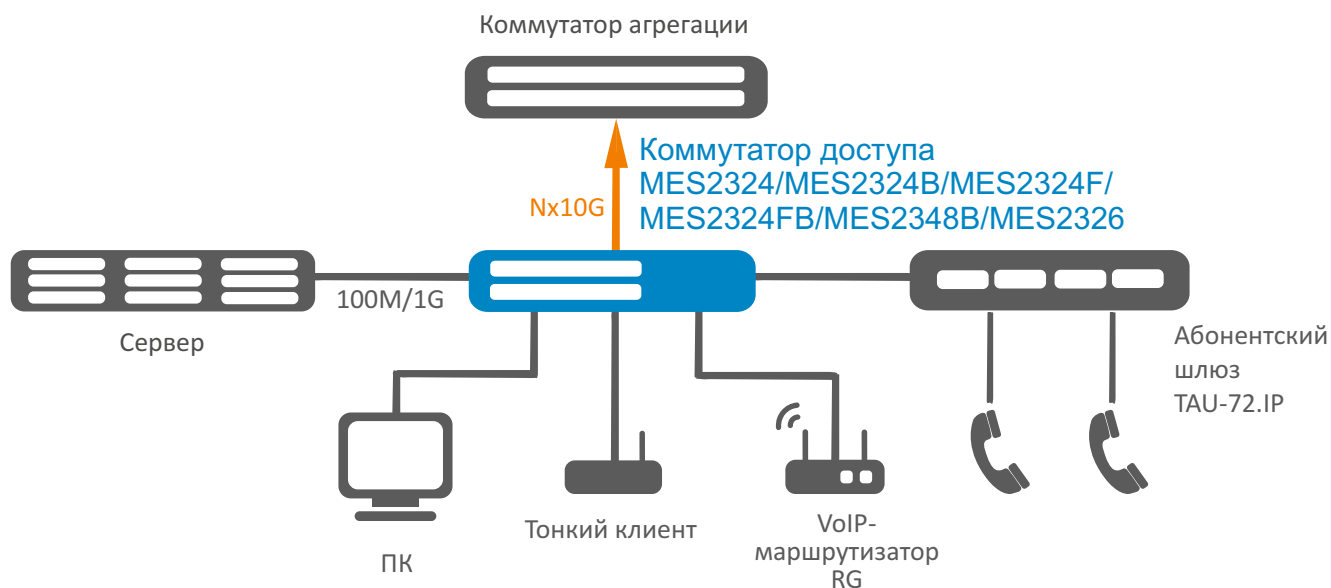 Коммутатор агрегации
Коммутатор доступа
MES2324/MES2324B/MES2324F/
MES2324FB/MES2348B/MES2326
Nx10G
100M/1G
Сервер
Абонентский
шлюз
TAU-72.IP
ПК
Тонкий клиент
VoIP-
маршрутизатор
RG